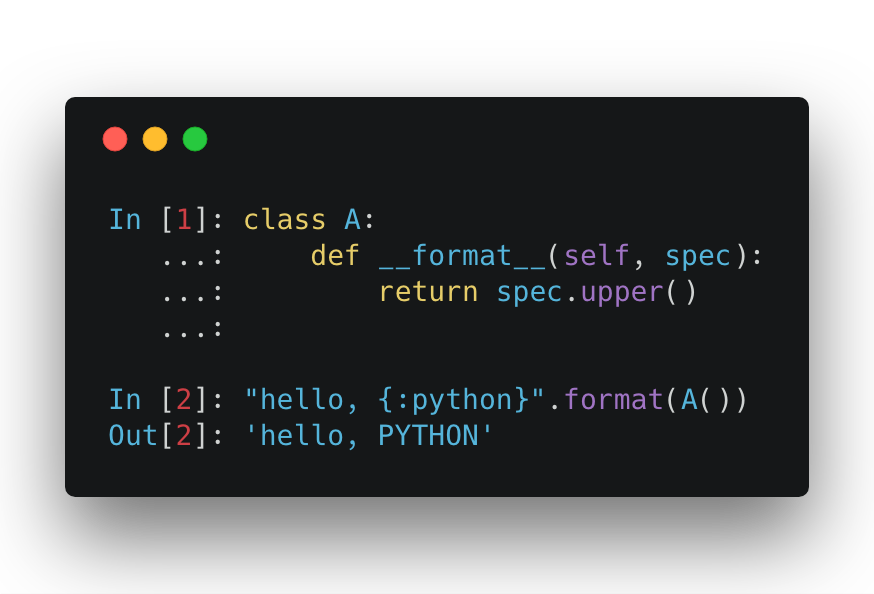 In [1]: class A:
   ...:     def __format__(self, spec):
   ...:         return spec.upper()
   ...:
In [2]: "hello, {:python}".format(A())
Out[2]: 'hello, PYTHON'